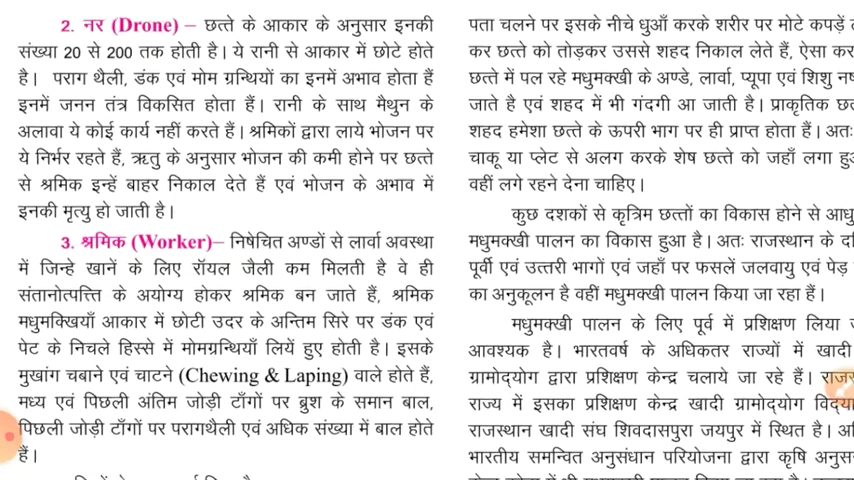 2. नर (Drone) – छत्ते के आकार के अनुसार इनकी
संख्या 20 से 200 तक होती है। ये रानी से आकार में छोटे होते
है। पराग थैली, डंक एवं मोम ग्रन्थियों का इनमें अभाव होता हैं
इनमें जनन तंत्र विकसित होता हैं। रानी के साथ मैथुन के
अलावा ये कोई कार्य नहीं करते हैं। श्रमिकों द्वारा लाये भोजन पर
ये निर्भर रहते हैं, ऋतु के अनुसार भोजन की कमी होने पर छत्ते
से श्रमिक इन्हें बाहर निकाल देते हैं एवं भोजन के अभाव में
इनकी मृत्यु हो जाती है।
3. श्रमिक (Worker)– निषेचित अण्डों से लार्वा अवस्था
में जिन्हे खानें के लिए रॉयल जैली कम मिलती है वे ही
संतानोत्पत्ति के अयोग्य होकर श्रमिक बन जाते हैं, श्रमिक
मधुमक्खियाँ आकार में छोटी उदर के अन्तिम सिरे पर डंक एवं
पेट के निचले हिस्से में मोमग्रन्थियाँ लियें हुए होती है। इसके
मुखांग चबाने एवं चाटने (Chewing & Laping) वाले होते हैं,
मध्य एवं पिछली अंतिम जोड़ी टाँगों पर ब्रुश के समान बाल,
पिछली जोड़ी टाँगों पर परागथैली एवं अधिक संख्या में बाल होते
हैं।
पता चलने पर इसके नीचे धुआँ करके शरीर पर मोटे कपड़ें
कर छत्ते को तोड़कर उससे शहद निकाल लेते हैं, ऐसा कर
छत्ते में पल रहे मधुमक्खी के अण्डे, लार्वा, प्यूपा एवं शिशु नष
जाते है एवं शहद में भी गंदगी आ जाती है। प्राकृतिक छत
शहद हमेशा छत्ते के ऊपरी भाग पर ही प्राप्त होता हैं। अतः
चाकू या प्लेट से अलग करके शेष छत्ते को जहाँ लगा
वहीं लगे रहने देना चाहिए।
कुछ दशकों से कृत्रिम छत्तों का विकास होने से आधु
मधुमक्खी पालन का विकास हुआ है। अतः राजस्थान के
पूर्वी एवं उत्तरी भागों एवं जहाँ पर फसलें जलवायु एवं पेड़
का अनुकूलन है वहीं मधुमक्खी पालन किया जा रहा हैं।
मधुमक्खी पालन के लिए पूर्व में प्रशिक्षण लिया
आवश्यक है। भारतवर्ष के अधिकतर राज्यों में खादी
ग्रामोद्योग द्वारा प्रशिक्षण केन्द्र चलाये जा रहे हैं।
राज्य में इसका प्रशिक्षण केन्द्र खादी ग्रामोद्योग
राजस्थान खादी संघ शिवदासपुरा जयपुर में स्थित है।
भारतीय समन्वित अनुसंधान परियोजना द्वारा कृषि अनुस